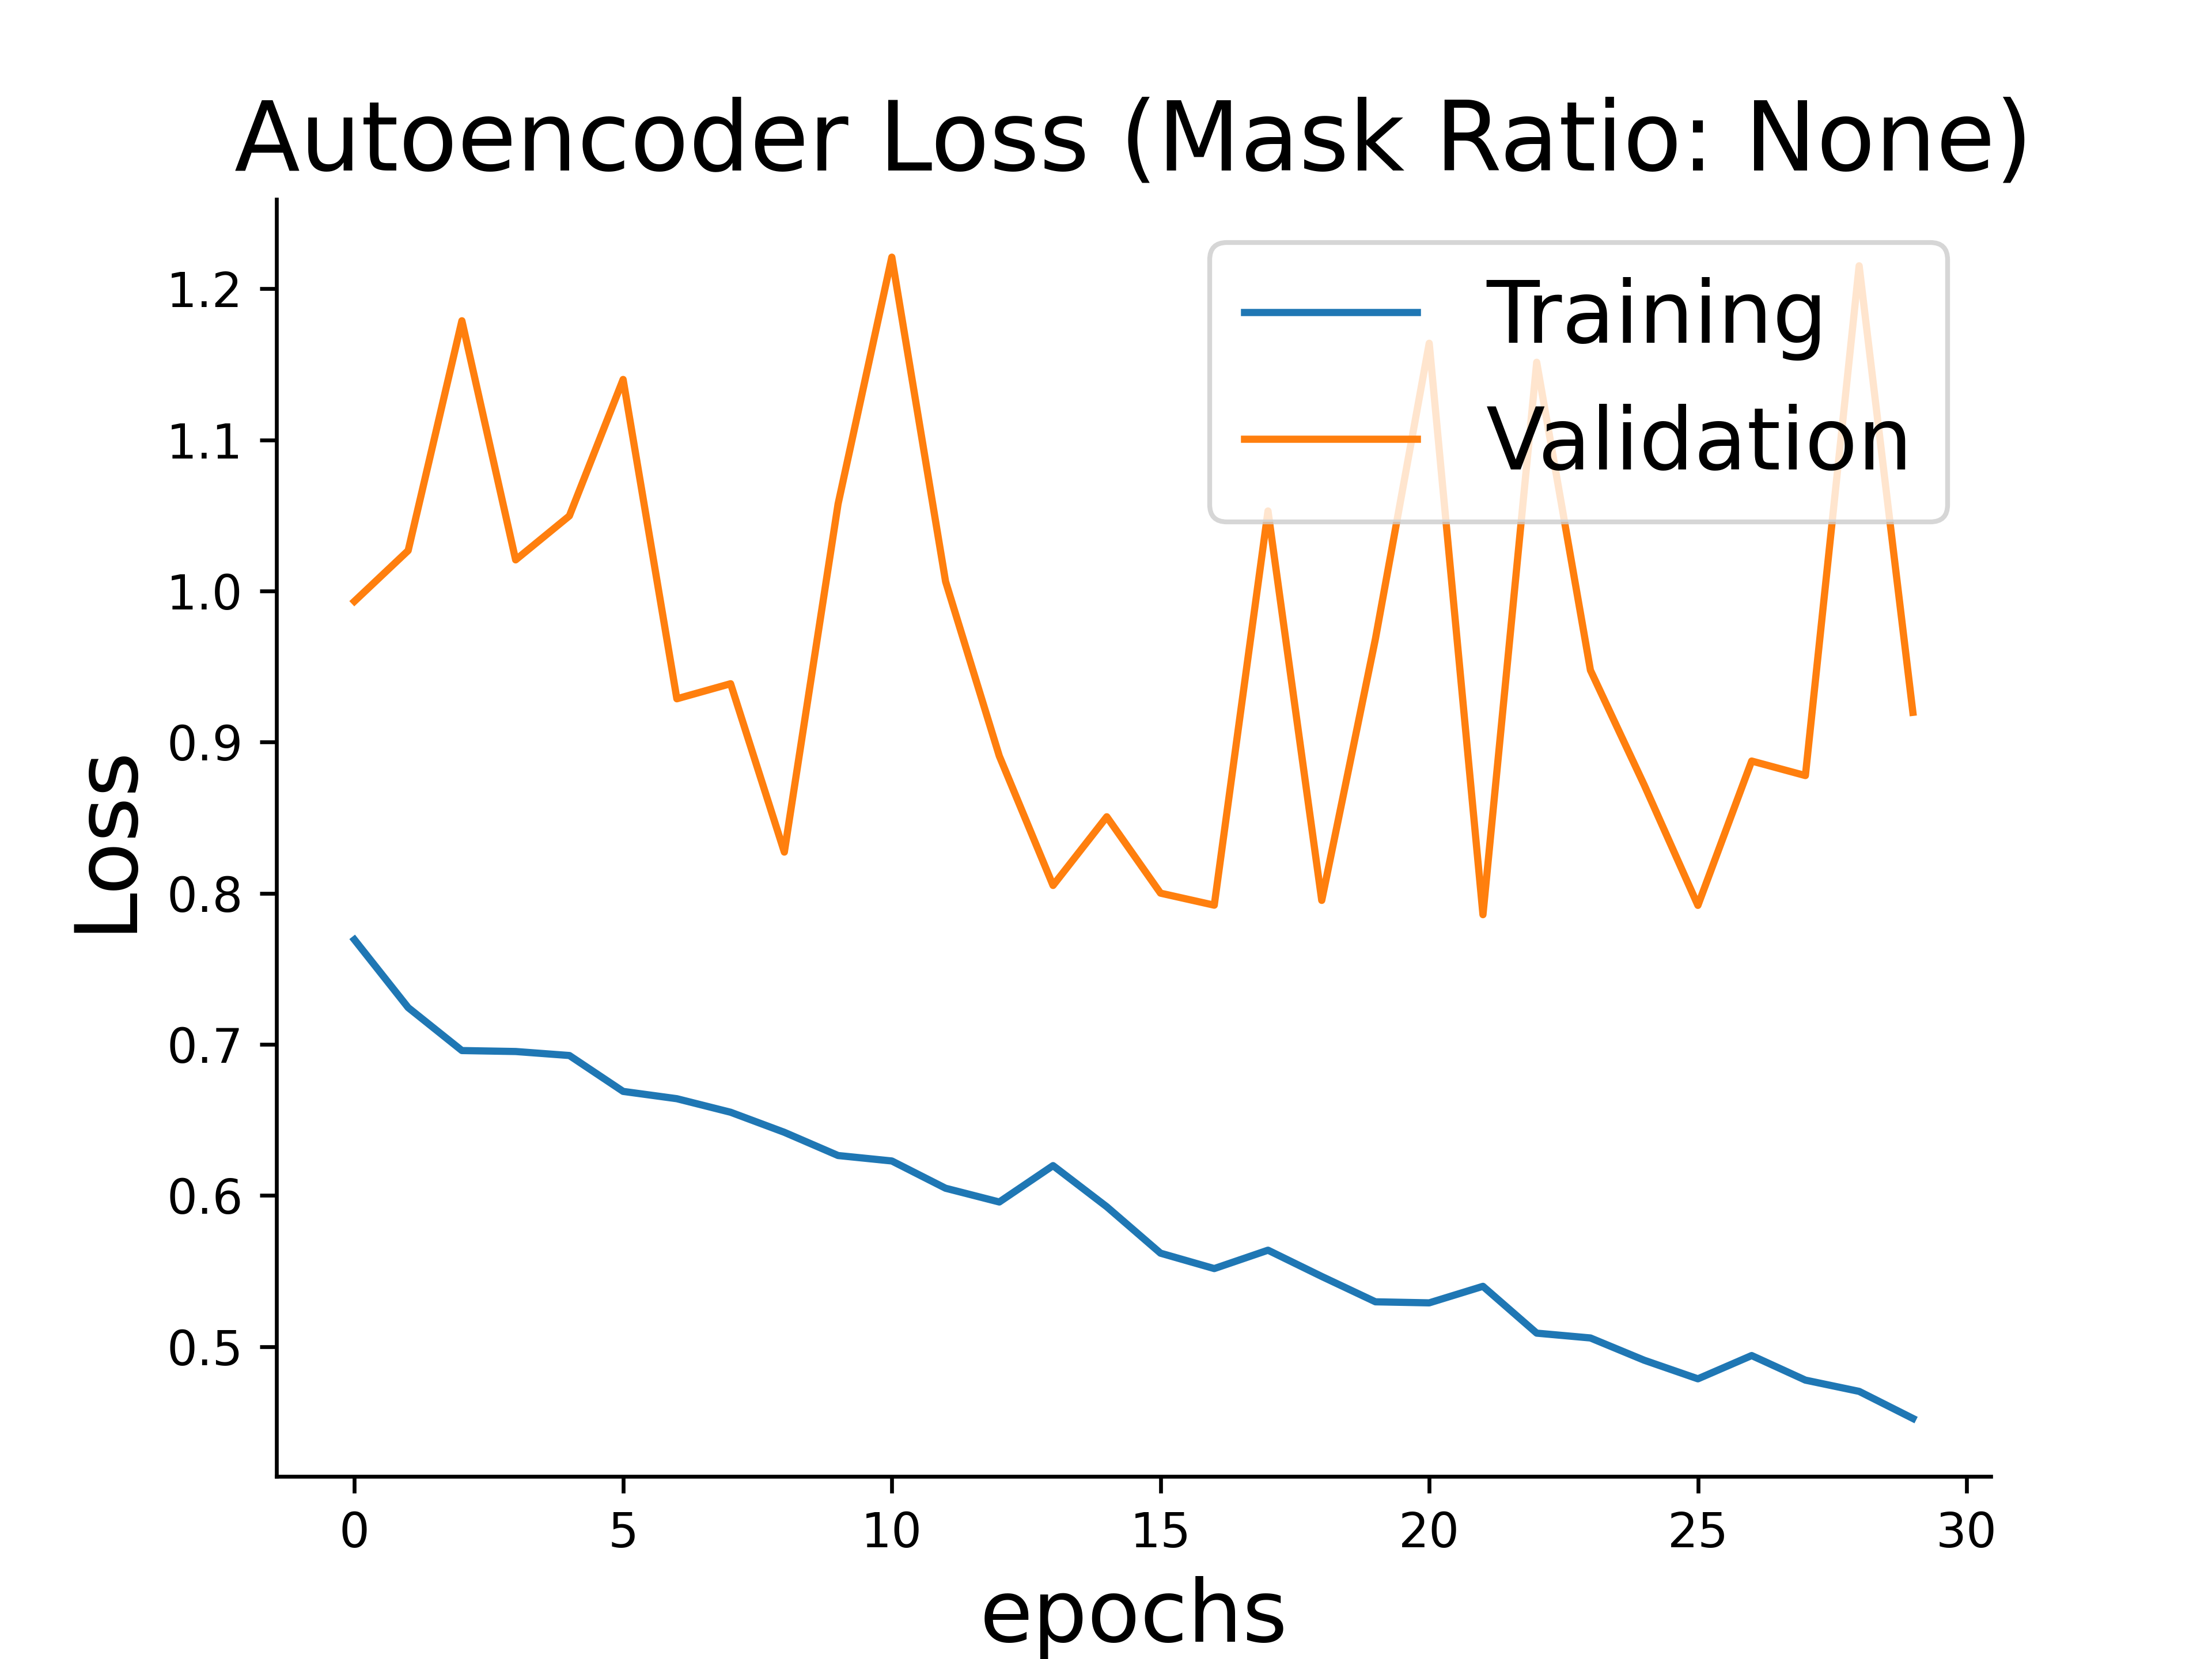 Autoencoder Loss (Mask Ratio: None)
Training
Validation
1.2
1.1
1.0
0.9
0.8
0.7
0.6
0.5
Loss
0 5 10 15 20 25 30
epochs